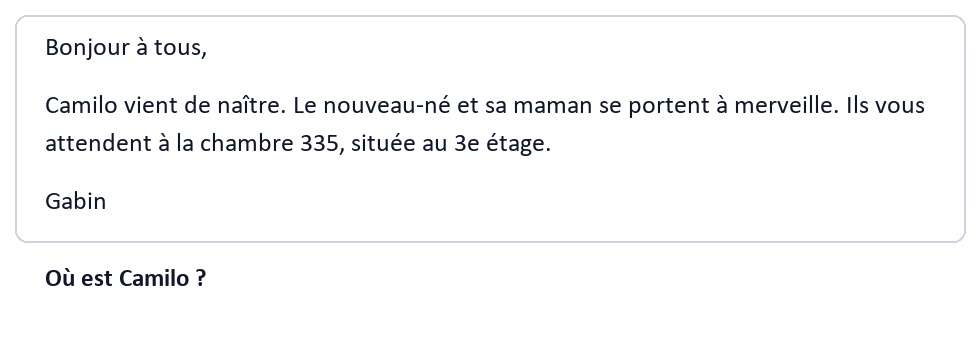 Bonjour à tous,
Camilo vient de naître. Le nouveau-né et sa maman se portent à merveille. Ils vous
attendent à la chambre 335, située au 3e étage.
Gabin
Où est Camilo ?